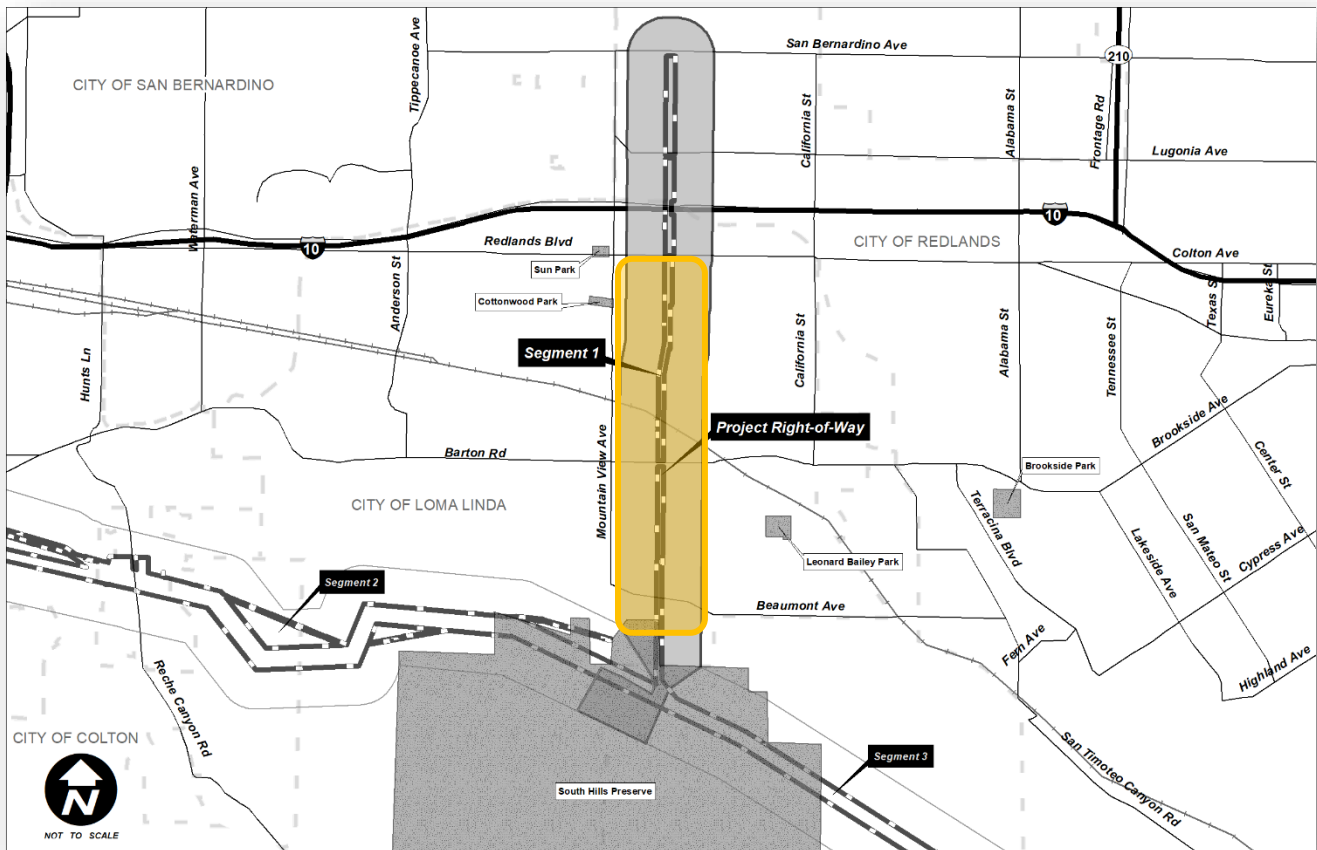 San Bernardino Ave
210
CITY OF SAN BERNARDINO
Tippecanoe Ave
California St
Alabama St
Frontage Rd
Lugonia Ave
Waterman Ave
10
10
Redlands Blvd
CITY OF REDLANDS
Colton Ave
Sun Park
Anderson St
Texas St
Eureka St
Cottonwood Park
Hunts Ln
Segment 1
California St
Alabama St
Tennessee St
Project Right-of-Way
Brookside Ave
Barton Rd
Mountain View Ave
Brookside Park
Center St
CITY OF LOMA LINDA
Terracina Blvd
San Mateo St
Cypress Ave
Lakeside Ave
Leonard Bailey Park
Segment 2
Beaumont Ave
Fern Ave
Highland Ave
Reche Canyon Rd
CITY OF COLTON
Segment 3
San Timoteo Canyon Rd
South Hills Preserve
N
NOT TO SCALE